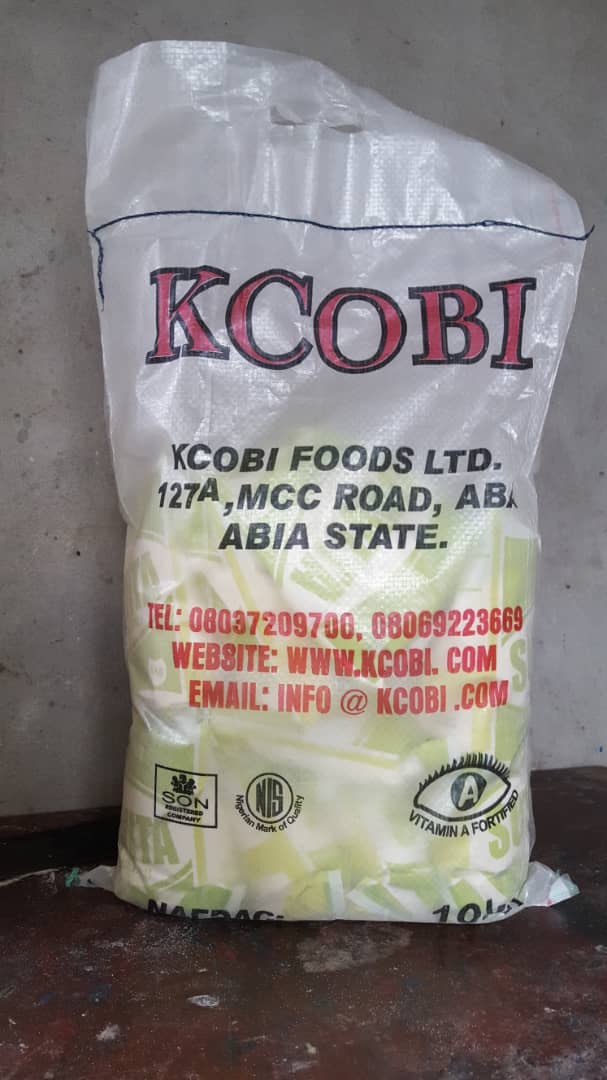 KCOBI
KCOBI FOODS LTD.
127A, MCC ROAD, ABA
ABIA STATE.
TEL: 08037209700, 08069223669
WEBSITE: WWW.KCOBI. COM
EMAIL: INFO @ KCOBI .COM
SON
REGISTERED
COMPANY
NIS
Nigerian Mark of Quality
A
VITAMIN A FORTIFIED
NAFDAC: